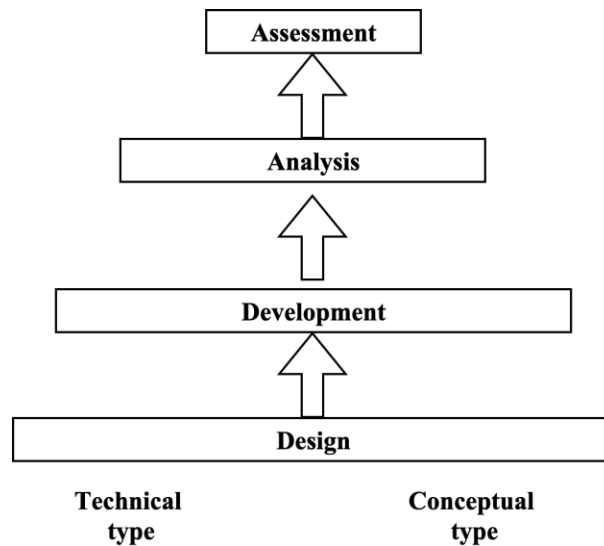 Assessment
Analysis
Development
Design
Technical
type
Conceptual
type